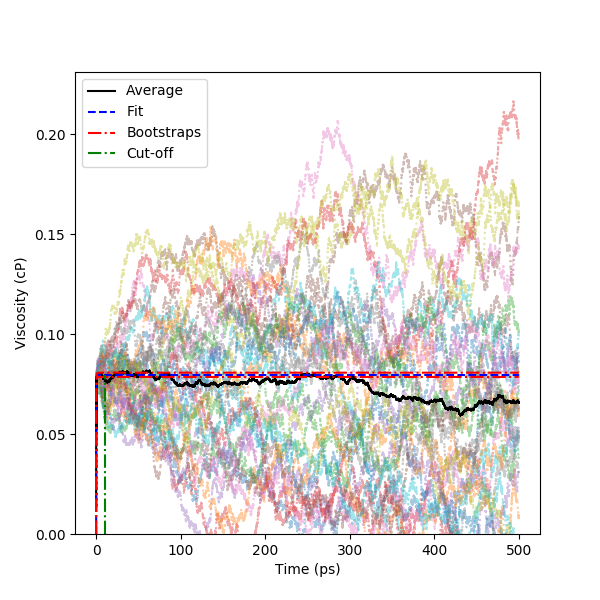 Average
Fit
Bootstraps
Cut-off
0.20
0.15
0.10
0.05
0.00
Viscosity (cP)
0 100 200 300 400 500
Time (ps)